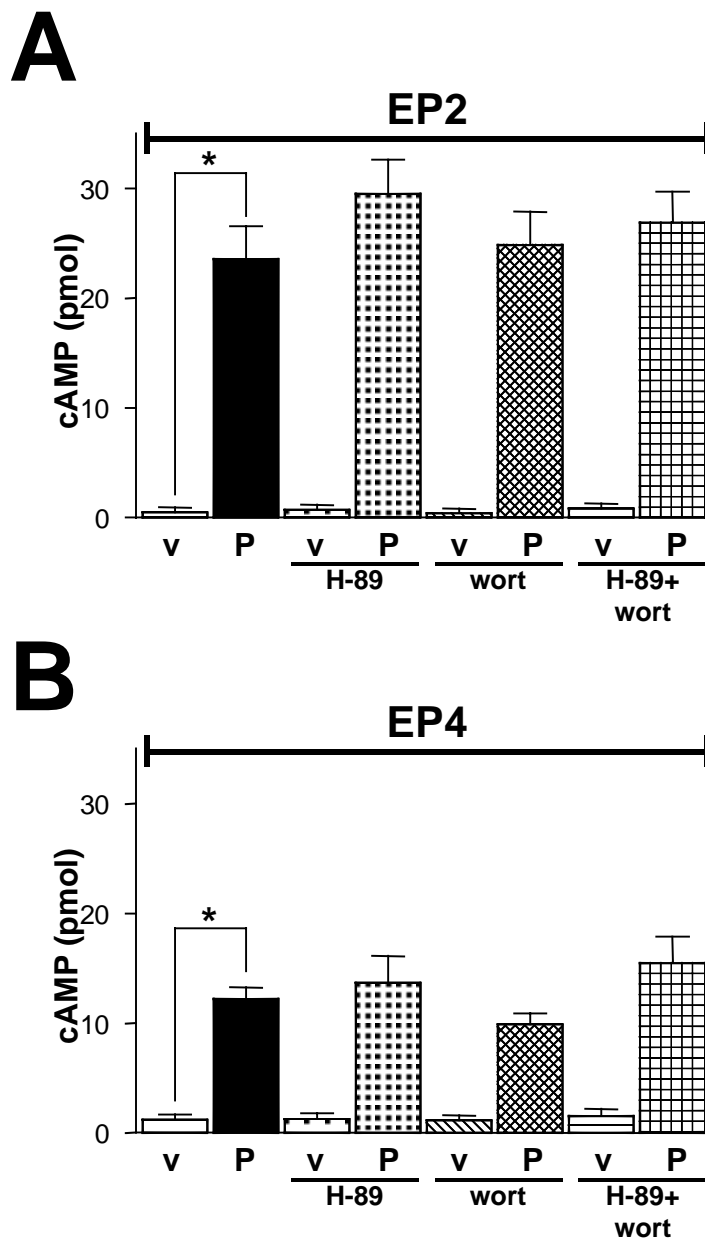 A
EP2
*
cAMP (pmol)
30
20
10
0
v P v P v P v P
H-89 wort H-89+
wort
B
EP4
*
cAMP (pmol)
30
20
10
0
v P v P v P v P
H-89 wort H-89+
wort